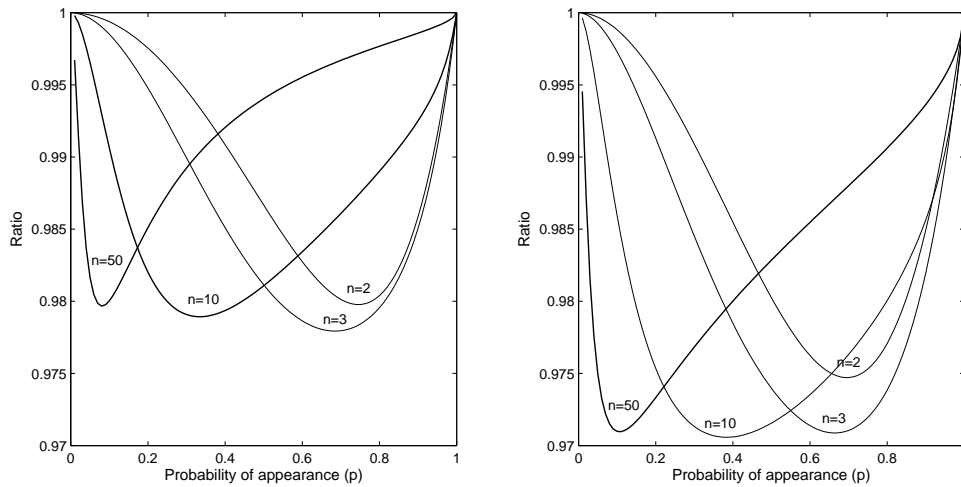 1
0.995
0.99
0.985
0.98
0.975
0.97
Ratio
n=50
n=10
n=2
n=3
0 0.2 0.4 0.6 0.8 1
Probability of appearance (p)
1
0.995
0.99
0.985
0.98
0.975
0.97
Ratio
n=2
n=50
n=10
n=3
0 0.2 0.4 0.6 0.8 1
Probability of appearance (p)